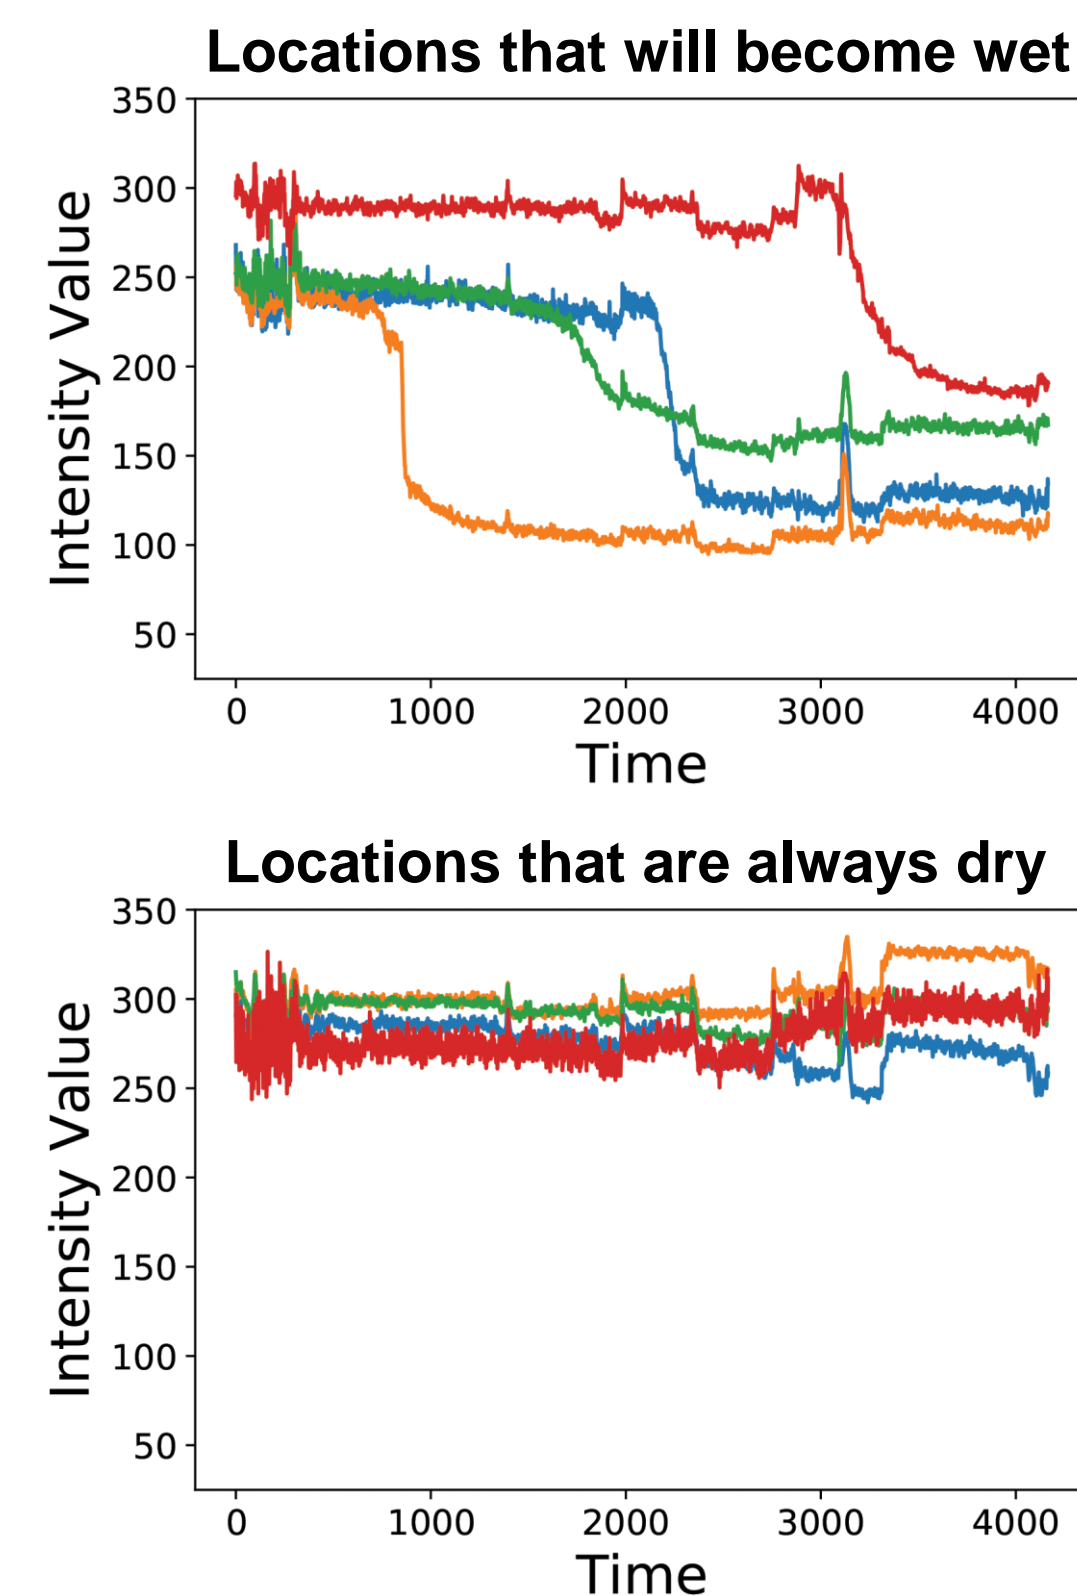 Locations that will become wet
350
300
250
200
150
100
50
Intensity Value
0 1000 2000 3000 4000
Time
Locations that are always dry
350
300
250
200
150
100
50
Intensity Value
0 1000 2000 3000 4000
Time